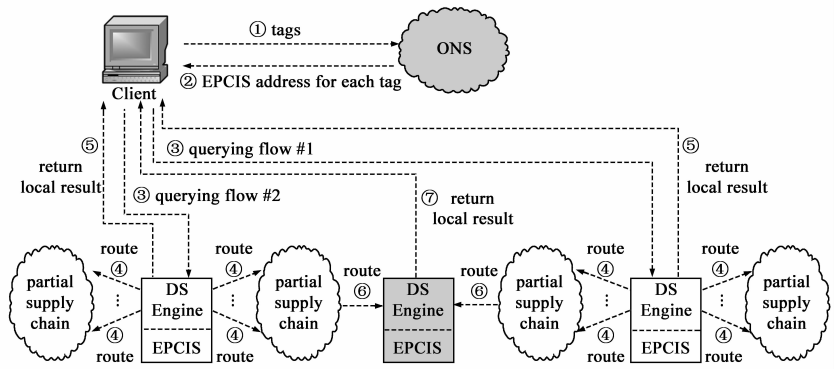 ① tags
ONS
② EPCIS address for each tag
Client
⑤
return
local result
③ querying flow #1
③ querying flow #2
⑦ return
local result
⑤
return
local result
route
④
route
④
route
⑥
route
⑥
route
④
route
④
partial
supply
chain
DS
Engine
EPCIS
partial
supply
chain
DS
Engine
EPCIS
partial
supply
chain
DS
Engine
EPCIS
partial
supply
chain
④
route
④
route
④
route
④
route